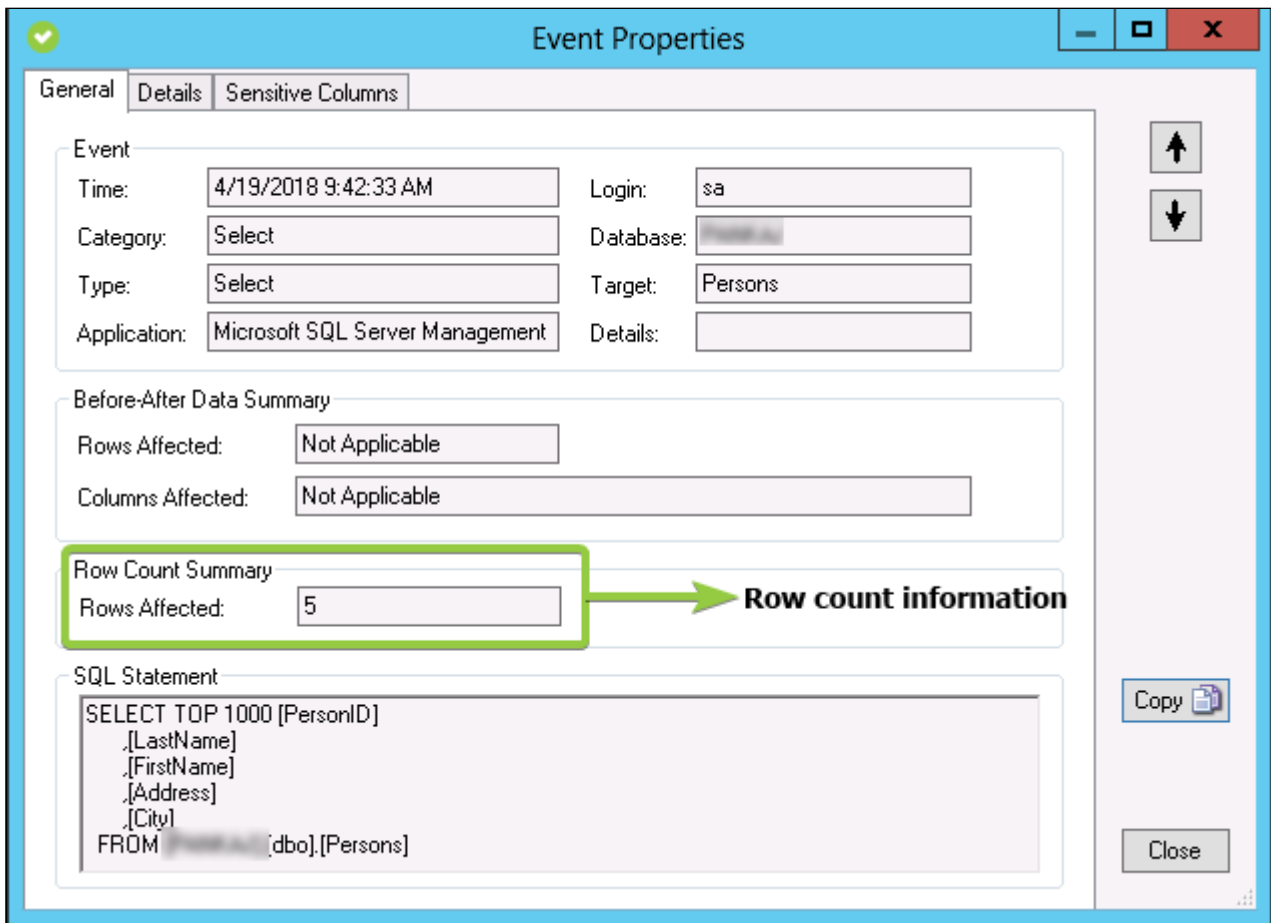 Event Properties
General Details Sensitive Columns
Event
Time: 4/19/2018 9:42:33 AM Login: sa
Category: Select Database:
Type: Select Target: Persons
Application: Microsoft SQL Server Management Details:
Before-After Data Summary
Rows Affected: Not Applicable
Columns Affected: Not Applicable
Row Count Summary
Rows Affected: 5 Row count information
SQL Statement
SELECT TOP 1000 [PersonID]
,[LastName]
,[FirstName]
,[Address]
,[City]
FROM [dbo].[Persons]
Copy
Close